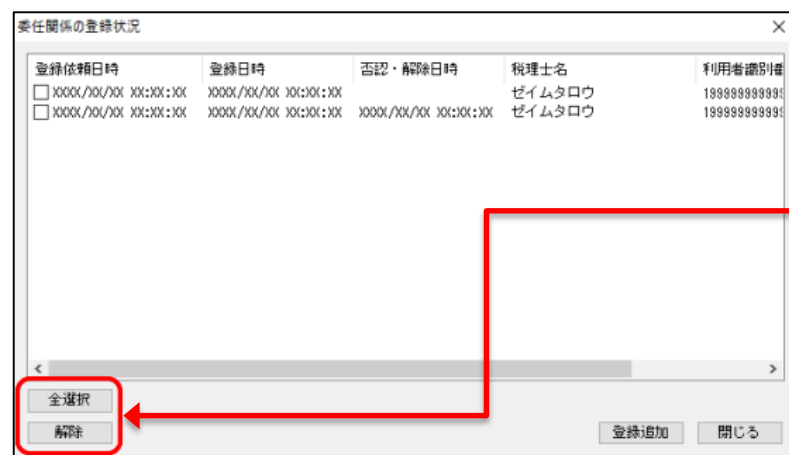 委任関係の登録状況
登録依頼日時 登録日時 否認・解除日時 税理士名 利用者識別番
XXXX/XX/XX XX:XX:XX XXXX/XX/XX XX:XX:XX ゼイムタロウ 1999999999999
XXXX/XX/XX XX:XX:XX XXXX/XX/XX XX:XX:XX XXXX/XX/XX XX:XX:XX ゼイムタロウ 1999999999999
全選択
解除 登録追加 閉じる